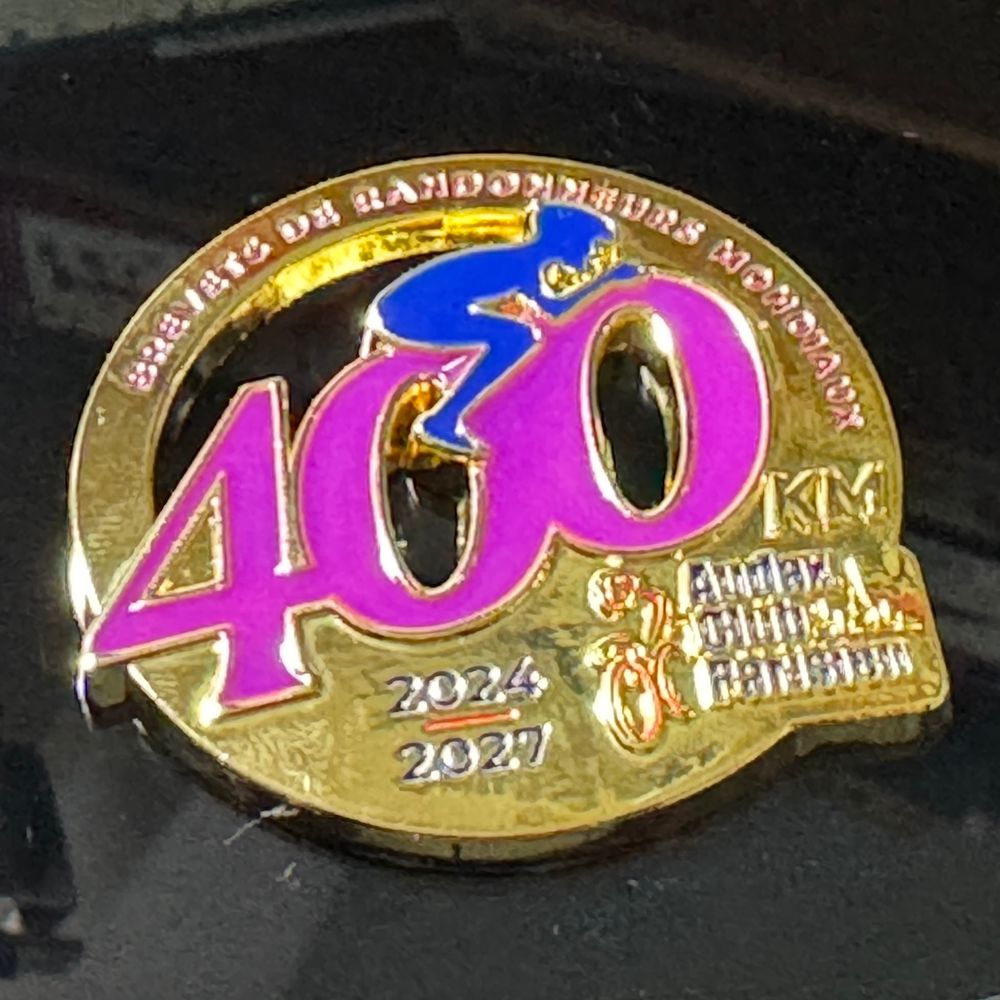 BREVETS DE RANDONNEURS MONDIAUX
400
KM
Audax
Club
Parisien
2024
2027